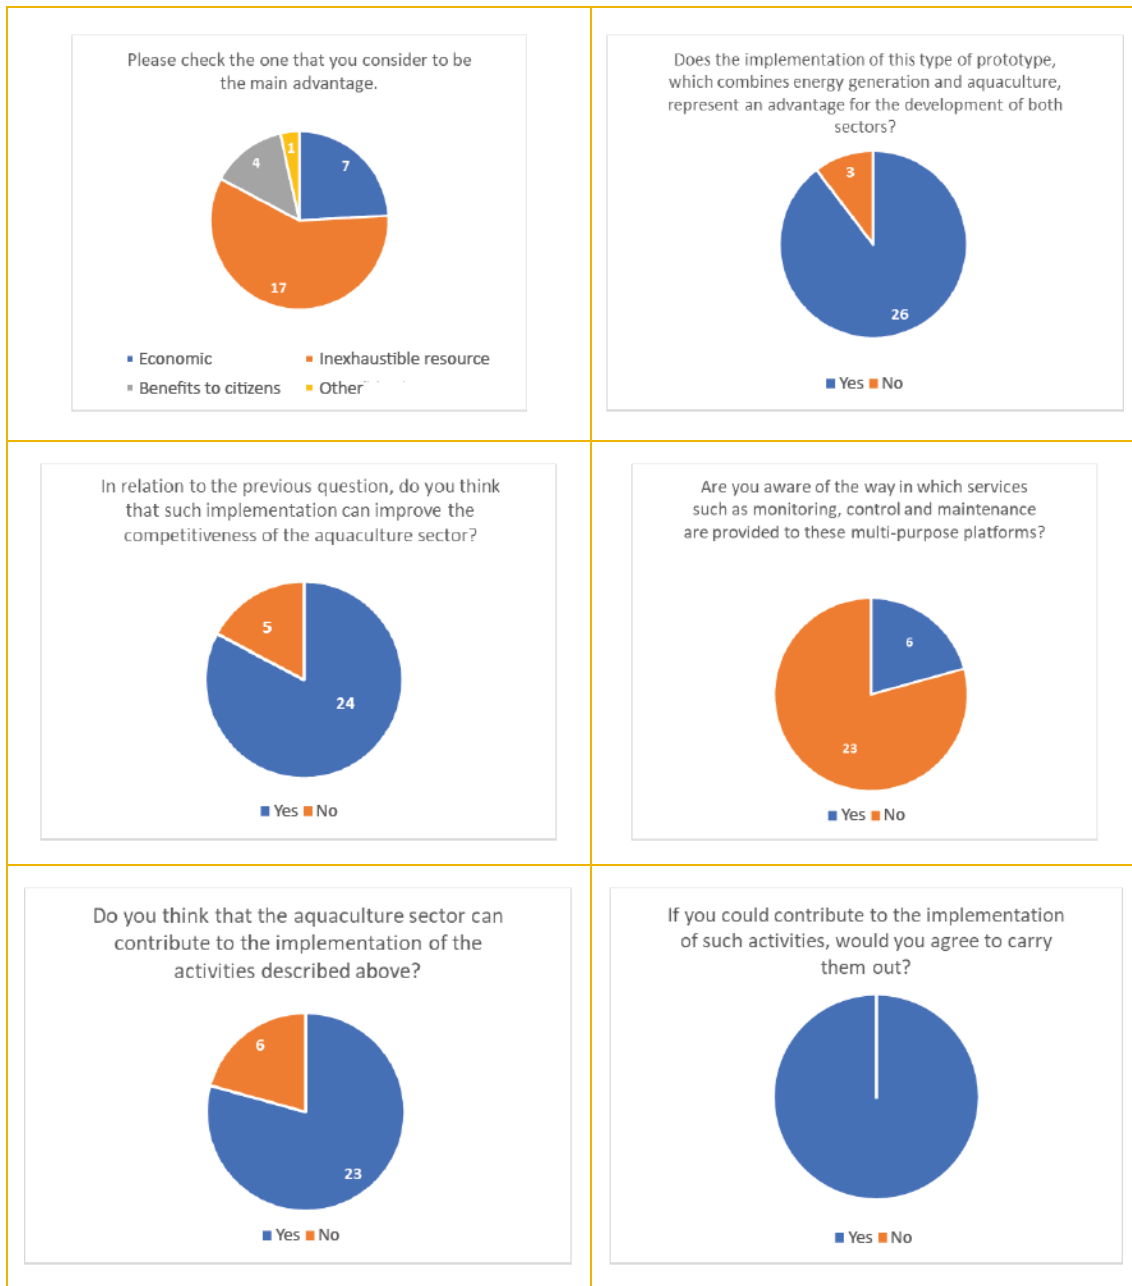 Please check the one that you consider to be
the main advantage.
1
4
7
17
Economic
Inexhaustible resource
Benefits to citizens
Other
Does the implementation of this type of prototype,
which combines energy generation and aquaculture,
represent an advantage for the development of both
sectors?
3
26
Yes No
In relation to the previous question, do you think
that such implementation can improve the
competitiveness of the aquaculture sector?
5
24
Yes No
Are you aware of the way in which services
such as monitoring, control and maintenance
are provided to these multi-purpose platforms?
6
23
Yes No
Do you think that the aquaculture sector can
contribute to the implementation of the
activities described above?
6
23
Yes No
If you could contribute to the implementation
of such activities, would you agree to carry
them out?
Yes No